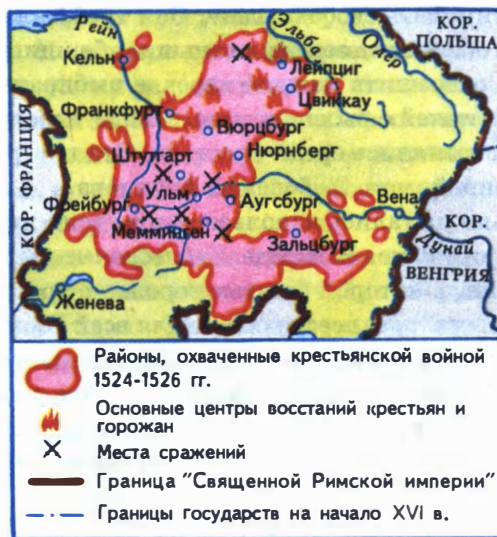 Рейн
Эльба
Одер
КОР.
ПОЛЬША
Кельн
Лейпциг
Цвиккау
Франкфурт
Вюрцбург
КОР. ФРАНЦИЯ
Штутгарт
Нюрнберг
Ульм
Фрейбург
Аугсбург
Вена
Мемминген
Зальцбург
КОР.
Дунай
ВЕНГРИЯ
Женева
Районы, охваченные крестьянской войной
1524-1526 гг.
Основные центры восстаний крестьян и
горожан
Места сражений
Граница "Священной Римской империи"
Границы государств на начало XVI в.